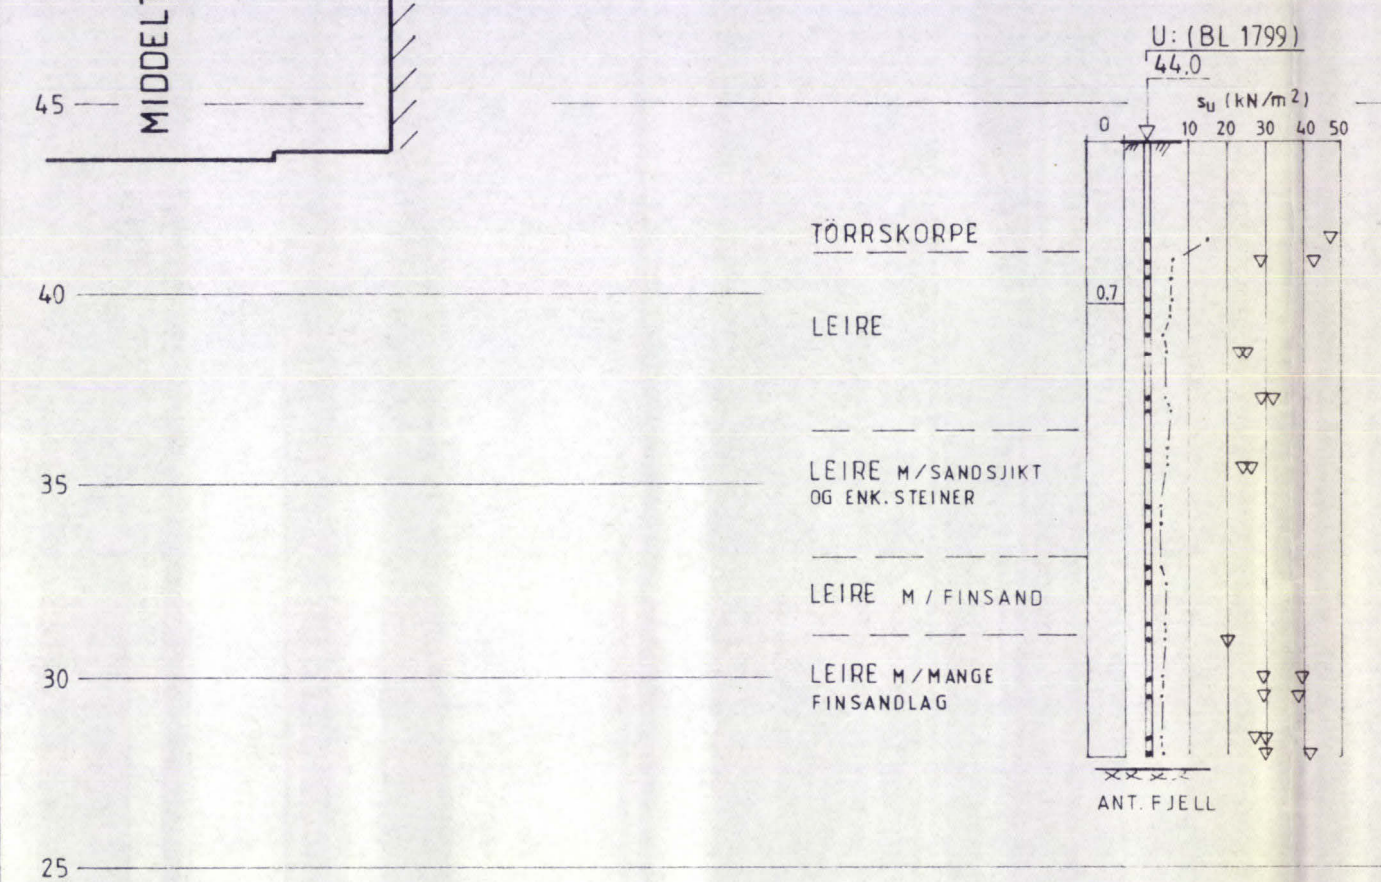 MIDDEL
U: (BL 1799)
44,0
45
su (kN/m2)
0 10 20 30 40 50
TÖRRSKORPE
40
0,7
LEIRE
35
LEIRE M/SANDSJIKT
OG ENK. STEINER
LEIRE M/FINSAND
30
LEIRE M/MANGE
FINSANDLAG
ANT. FJELL
25